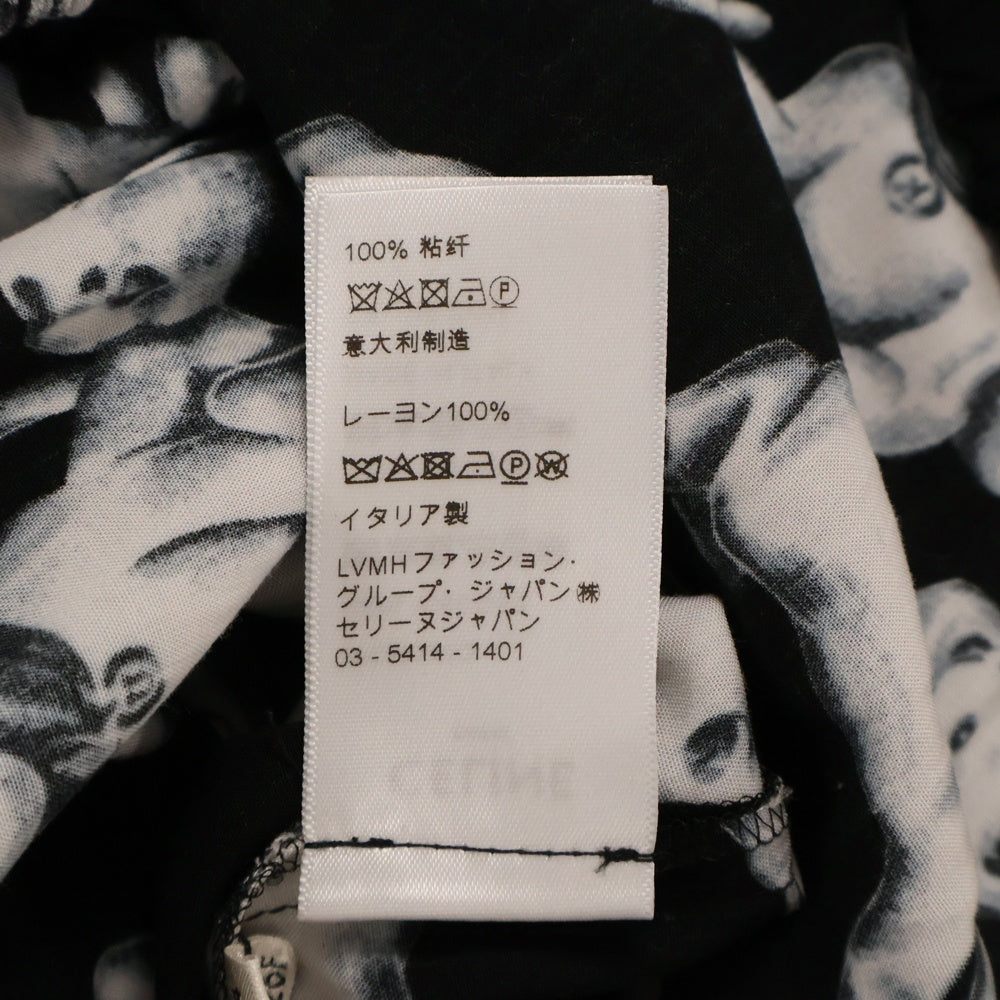 100% 粘纤
意大利制造
レーヨン100%
イタリア製
LVMHファッション・
グループ・ジャパン㈱
セリーヌジャパン
03 - 5414 - 1401
CELINE